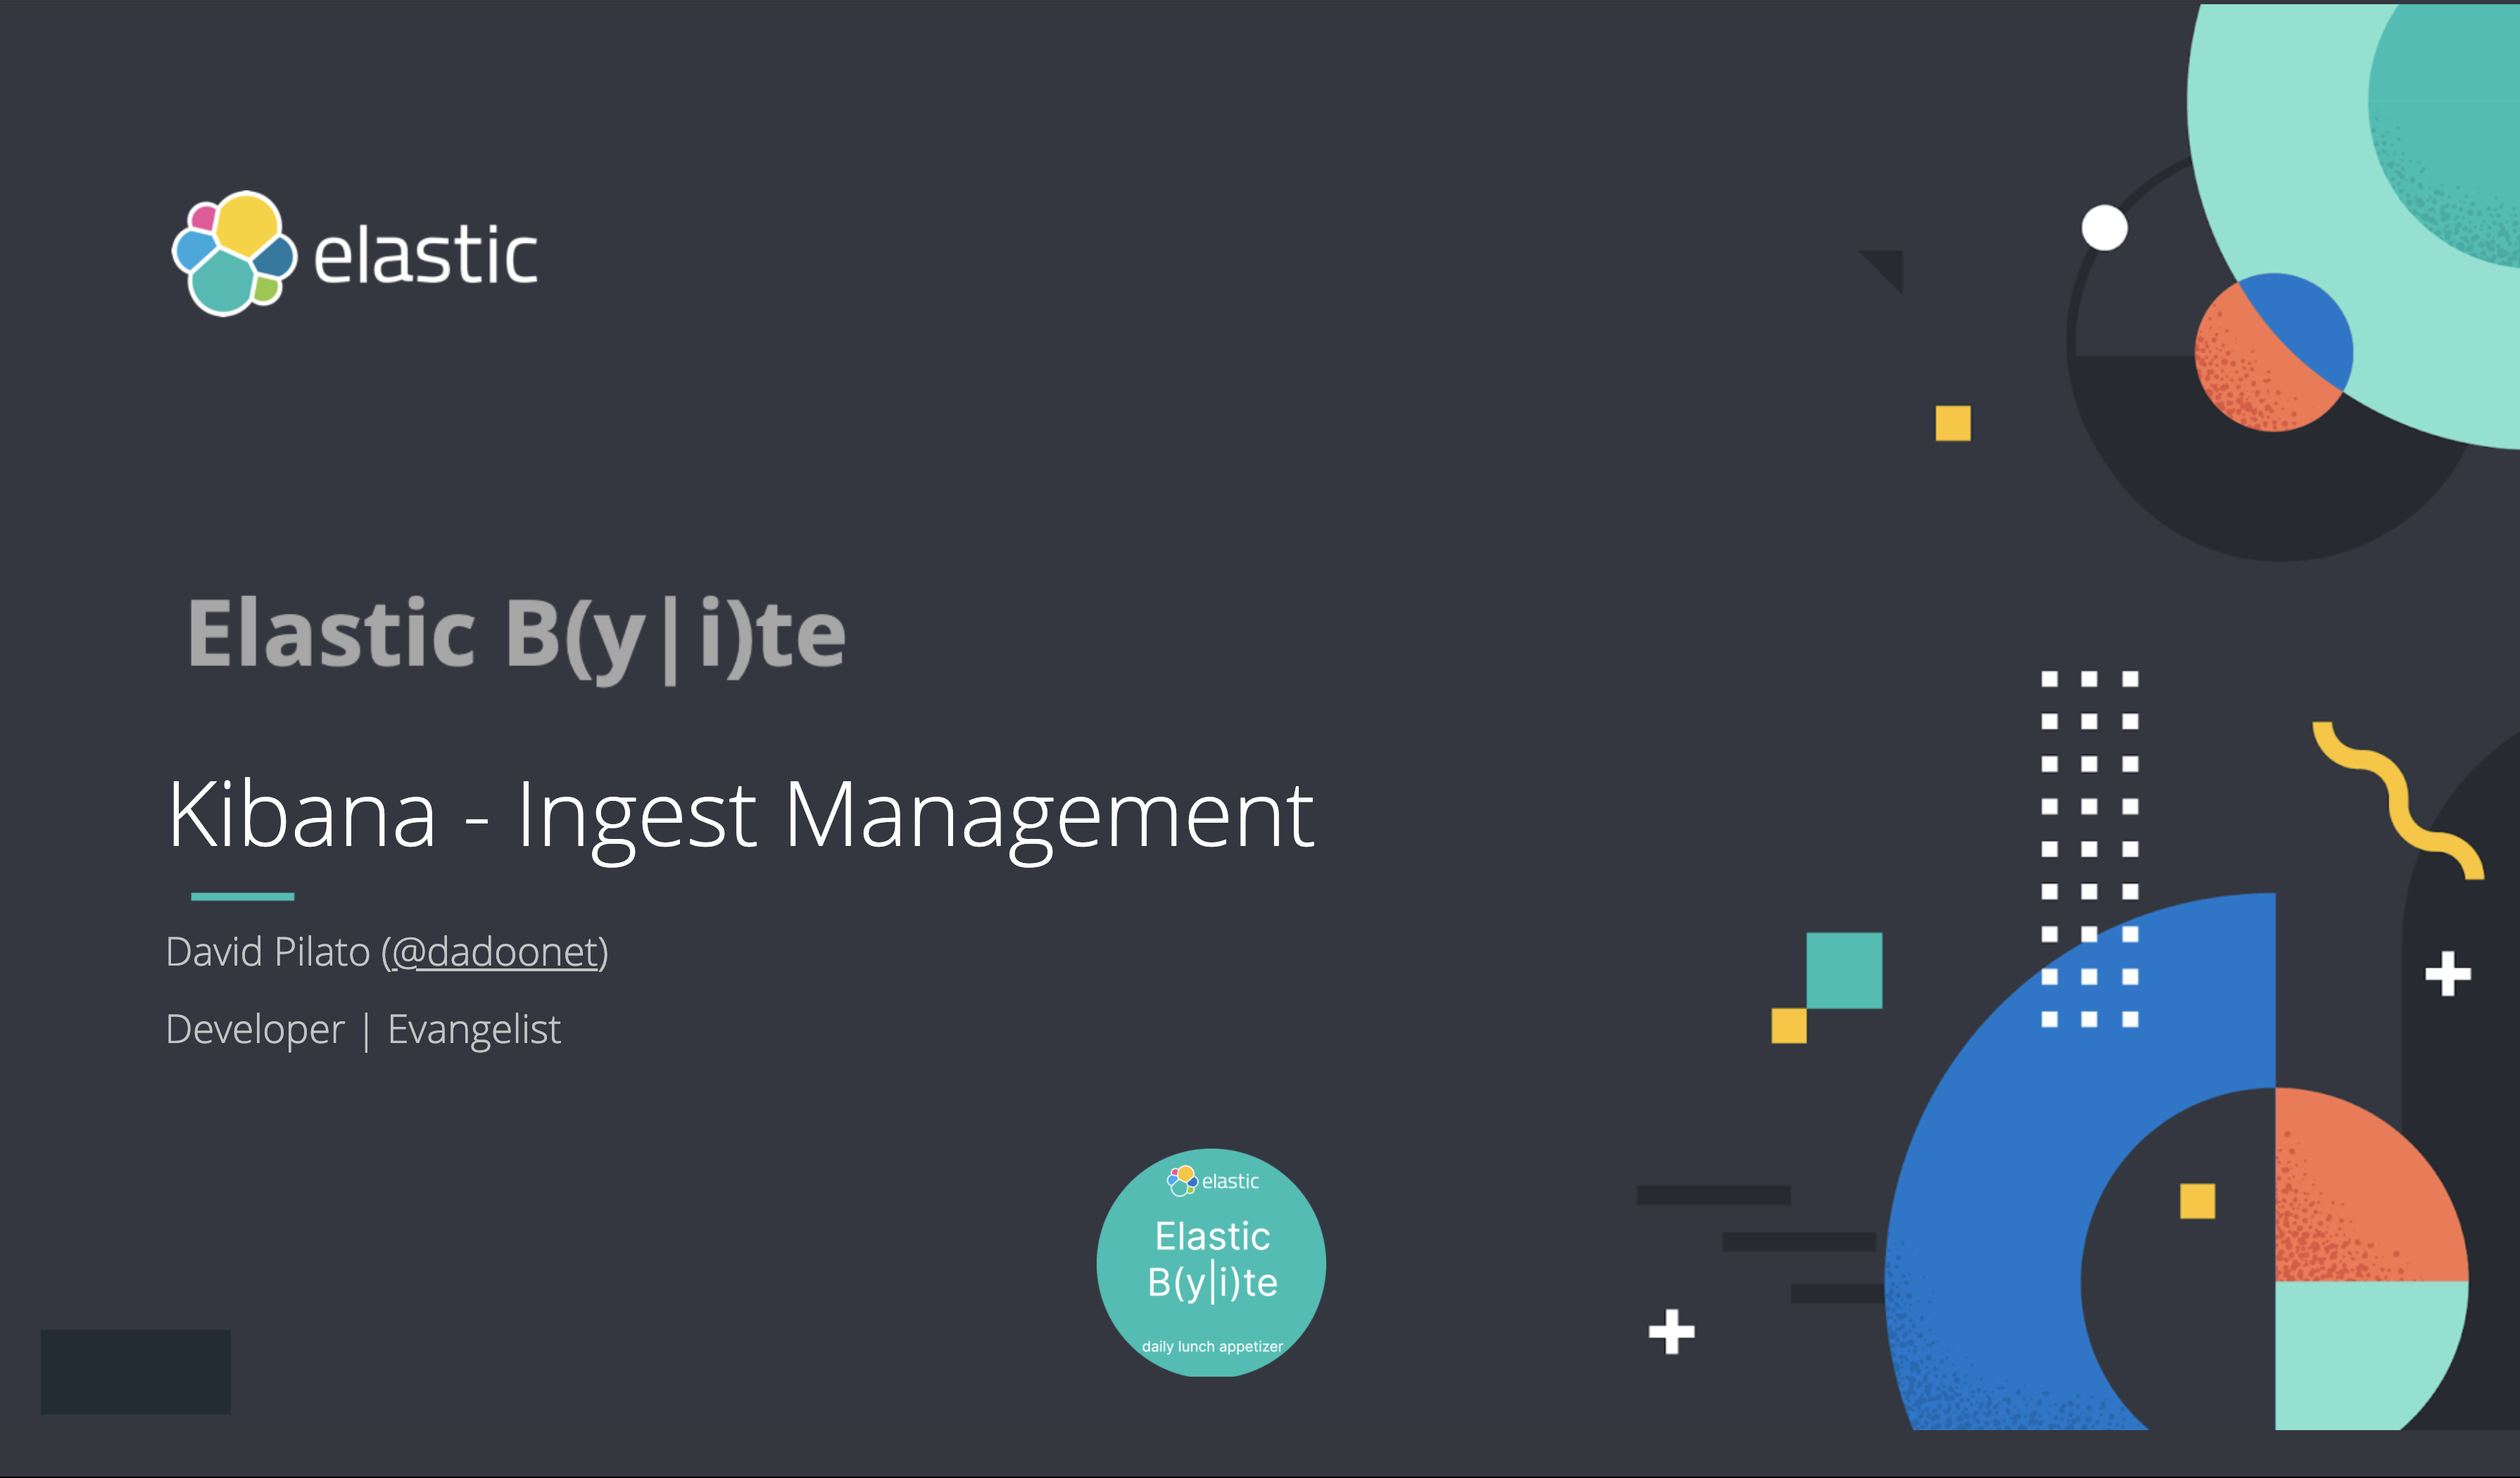 elastic
Elastic B(y|i)te
Kibana - Ingest Management
David Pilato (@dadoonet)
Developer | Evangelist
elastic
Elastic
B(y|i)te
daily lunch appetizer